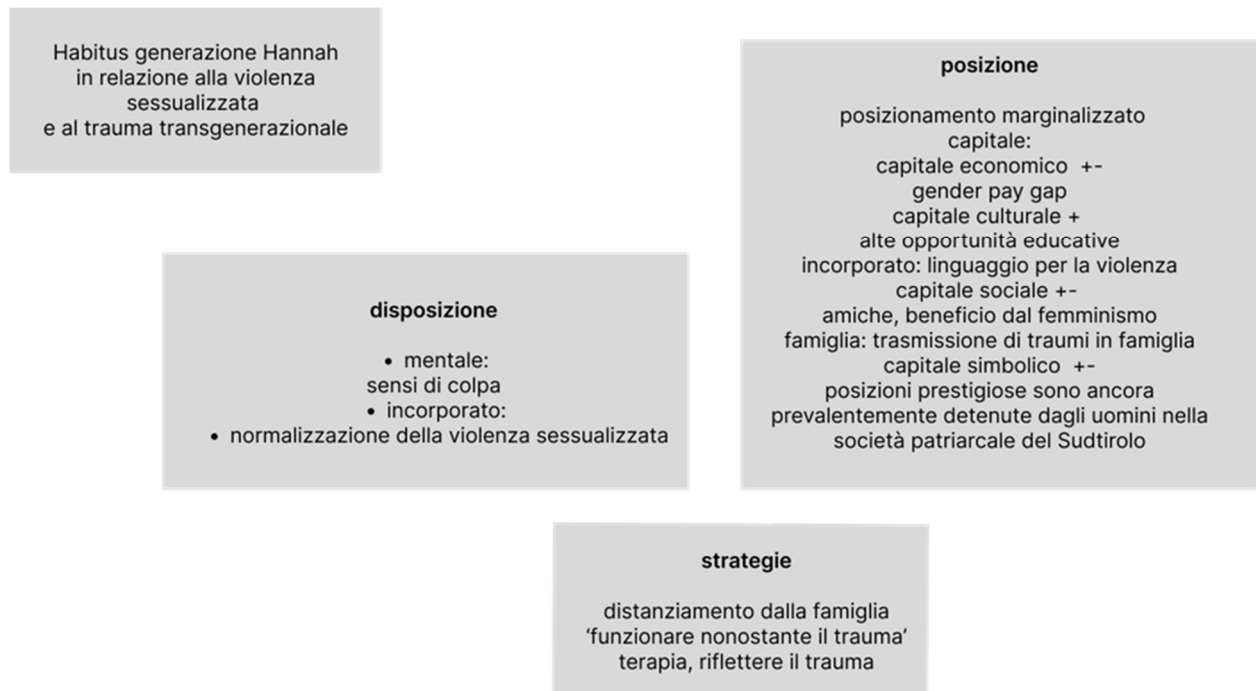 Habitus generazione Hannah
in relazione alla violenza
sessualizzata
e al trauma transgenerazionale
posizione
posizionamento marginalizzato
capitale:
capitale economico +-
gender pay gap
capitale culturale +
alte opportunità educative
incorporato: linguaggio per la violenza
capitale sociale +-
amiche, beneficio dal femminismo
famiglia: trasmissione di traumi in famiglia
capitale simbolico +-
posizioni prestigiose sono ancora
prevalentemente detenute dagli uomini nella
società patriarcale del Sudtirolo
disposizione
• mentale:
sensi di colpa
• incorporato:
• normalizzazione della violenza sessualizzata
strategie
distanziamento dalla famiglia
‘funzionare nonostante il trauma’
terapia, riflettere il trauma